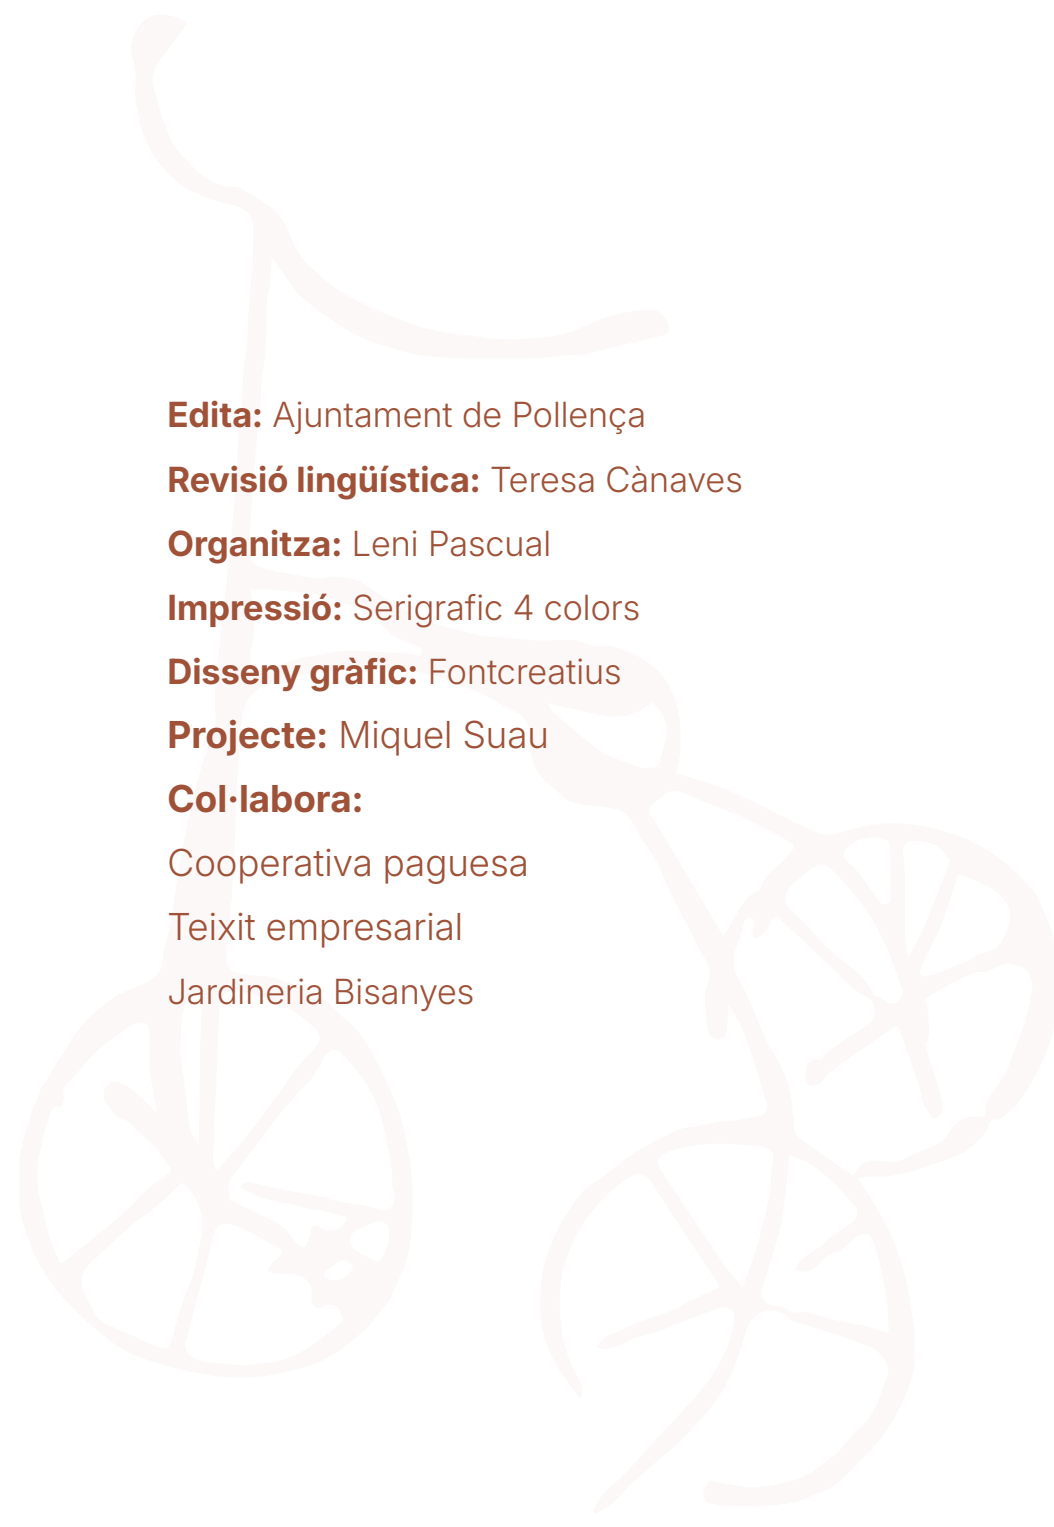 Edita: Ajuntament de Pollença
Revisió lingüística: Teresa Cànaves
Organitza: Leni Pascual
Impressió: Serigrafic 4 colors
Disseny gràfic: Fontcreatius
Projecte: Miquel Suau
Col·labora:
Cooperativa paguesa
Teixit empresarial
Jardineria Bisanyes